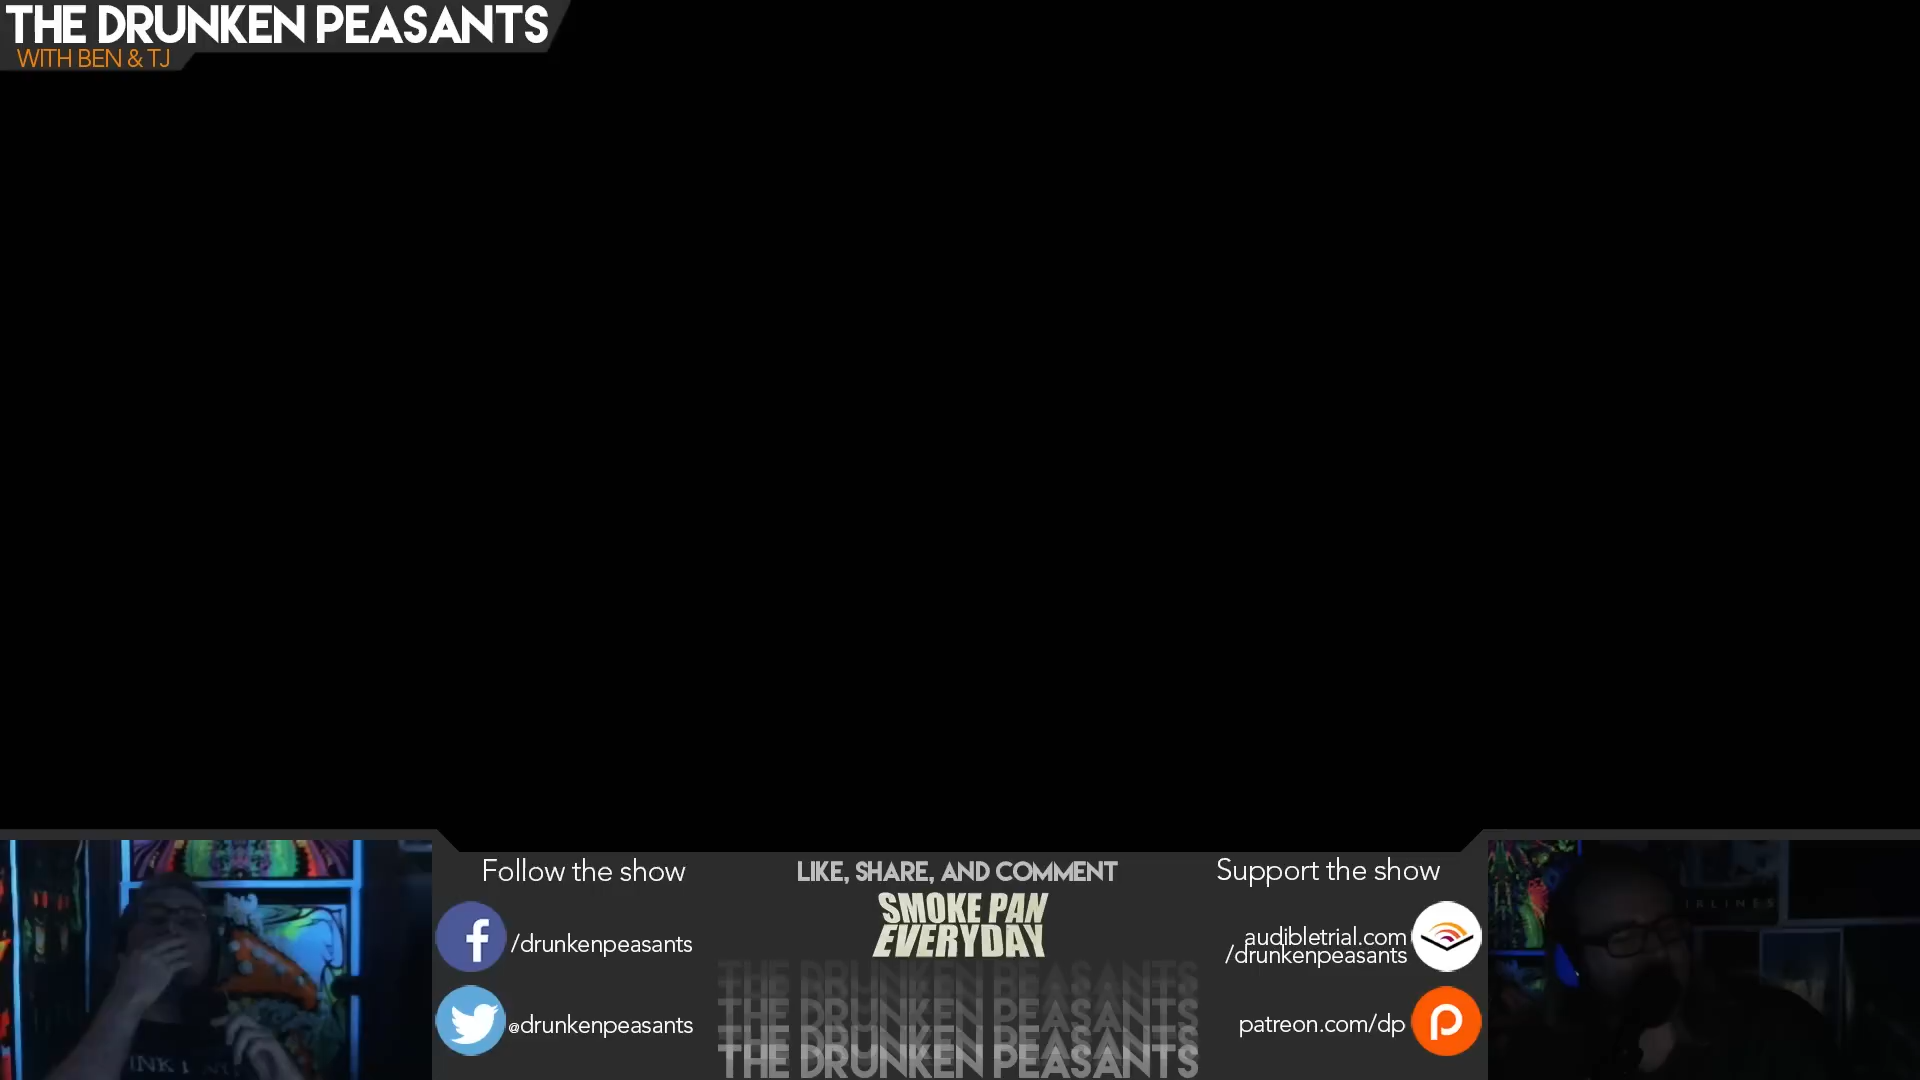 THE DRUNKEN PEASANTS
WITH BEN & TJ
Follow the show
/drunkenpeasants
@drunkenpeasants
LIKE, SHARE, AND COMMENT
SMOKE PAN
EVERYDAY
THE DRUNKEN PEASANTS
THE DRUNKEN PEASANTS
THE DRUNKEN PEASANTS
THE DRUNKEN PEASANTS
Support the show
audibletrial.com
/drunkenpeasants
patreon.com/dp
IRLINES